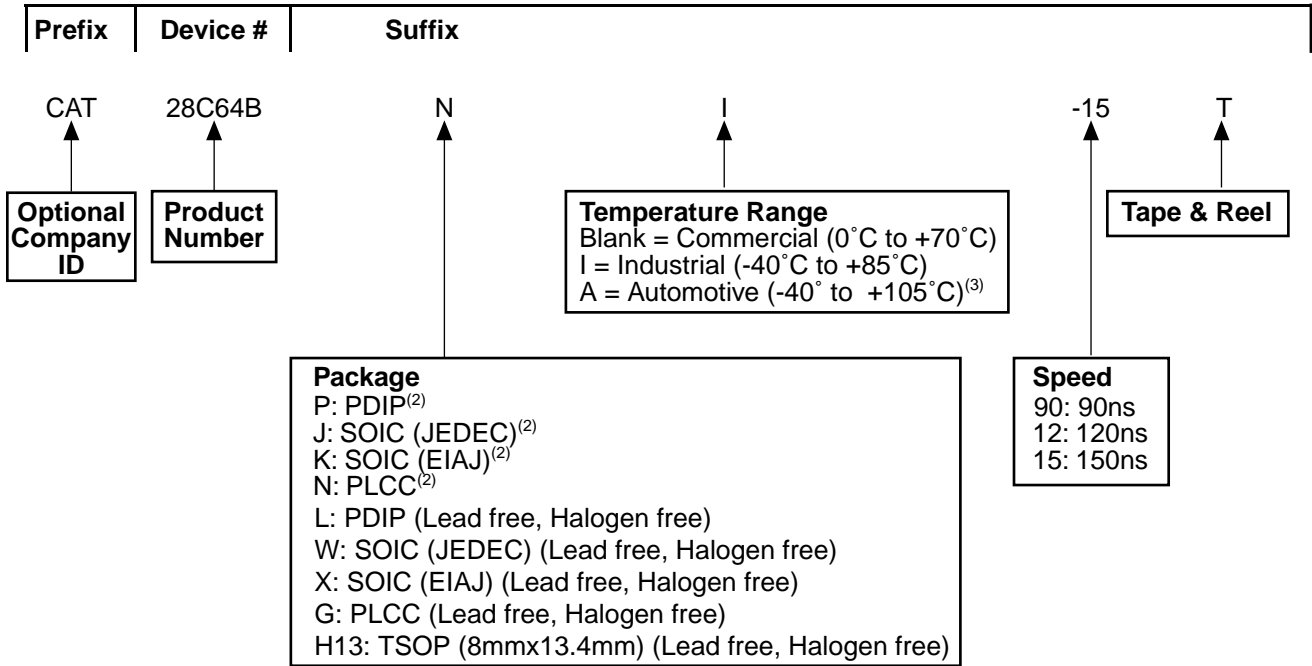 Prefix Device # Suffix
CAT 28C64B N I -15 T
Optional
Company
ID
Product
Number
Temperature Range
Blank = Commercial (0˚C to +70˚C)
I = Industrial (-40˚C to +85˚C)
A = Automotive (-40˚ to +105˚C)(3)
Tape & Reel
Package
P: PDIP(2)
J: SOIC (JEDEC)(2)
K: SOIC (EIAJ)(2)
N: PLCC(2)
L: PDIP (Lead free, Halogen free)
W: SOIC (JEDEC) (Lead free, Halogen free)
X: SOIC (EIAJ) (Lead free, Halogen free)
G: PLCC (Lead free, Halogen free)
H13: TSOP (8mmx13.4mm) (Lead free, Halogen free)
Speed
90: 90ns
12: 120ns
15: 150ns